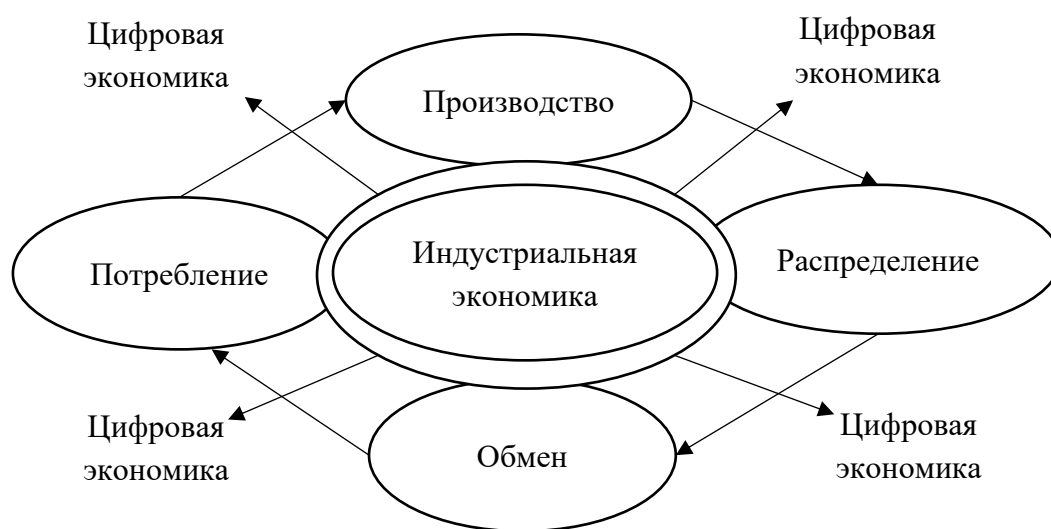 Цифровая
экономика
Цифровая
экономика
Производство
Потребление
Индустриальная
экономика
Распределение
Цифровая
экономика
Обмен
Цифровая
экономика